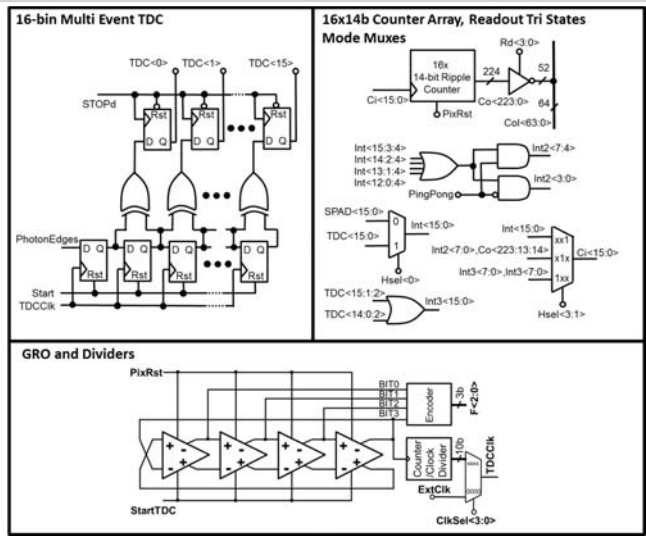 16-bin Multi Event TDC
TDC<0>
TDC<1>
TDC<15>
STOPd
Rst
Rst
Rst
D Q
D Q
D Q
PhotonEdges
D Q
D Q
D Q
D Q
Rst
Rst
Rst
Rst
Start
TDCClk
16x14b Counter Array, Readout Tri States
Mode Muxes
Rd<3:0>
16x
14-bit Ripple
Counter
224
52
Ci<15:0>
Co<223:0>
64
PixRst
Col<63:0>
Int<15:3:4>
Int<14:2:4>
Int<13:1:4>
Int<12:0:4>
Int2<7:4>
PingPong
Int2<3:0>
SPAD<15:0>
0
Int<15:0>
TDC<15:0>
1
Hsel<0>
Int<15:0>
xx1
Int2<7:0>,Co<223:13:14>
x1x
Ci<15:0>
Int3<7:0>,Int3<7:0>
1xx
Hsel<3:1>
TDC<15:1:2>
Int3<15:0>
TDC<14:0:2>
GRO and Dividers
PixRst
BIT0
BIT1
BIT2
BIT3
Encoder
3b
F<2:0>
Counter
/Clock
Divider
10b
TDCClk
ExtClk
0000
StartTDC
ClkSel<3:0>